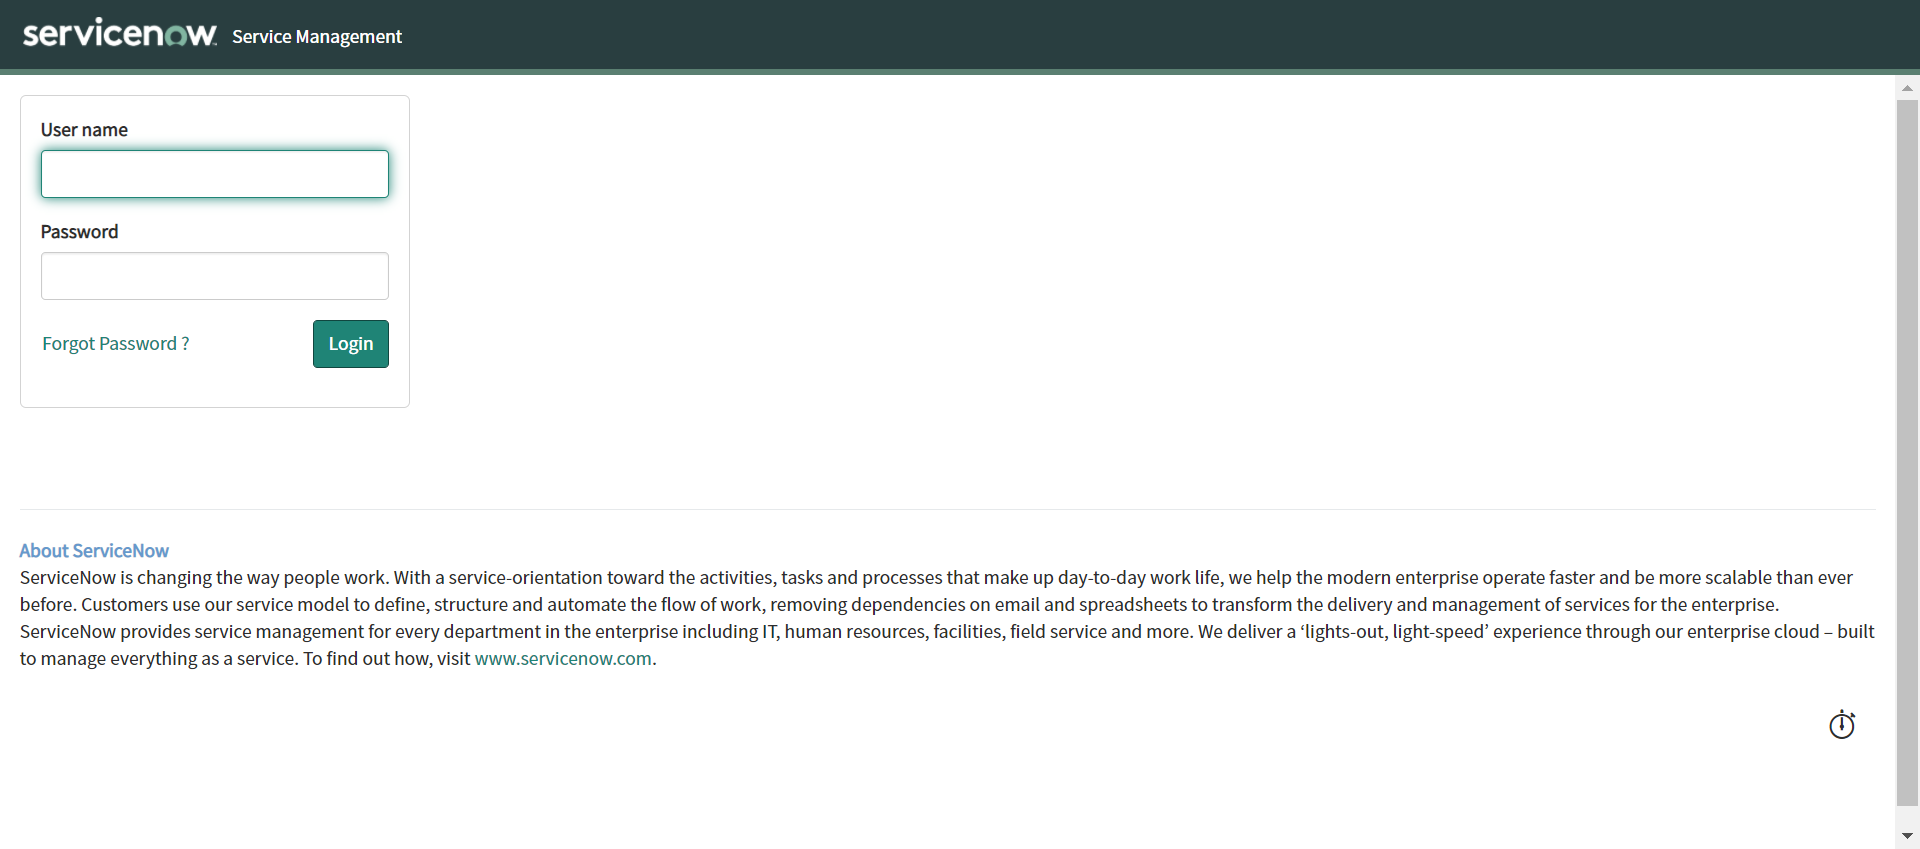 servicenow Service Management
User name
Password
Forgot Password ?
Login
About ServiceNow
ServiceNow is changing the way people work. With a service-orientation toward the activities, tasks and processes that make up day-to-day work life, we help the modern enterprise operate faster and be more scalable than ever
before. Customers use our service model to define, structure and automate the flow of work, removing dependencies on email and spreadsheets to transform the delivery and management of services for the enterprise.
ServiceNow provides service management for every department in the enterprise including IT, human resources, facilities, field service and more. We deliver a ‘lights-out, light-speed’ experience through our enterprise cloud – built
to manage everything as a service. To find out how, visit www.servicenow.com.